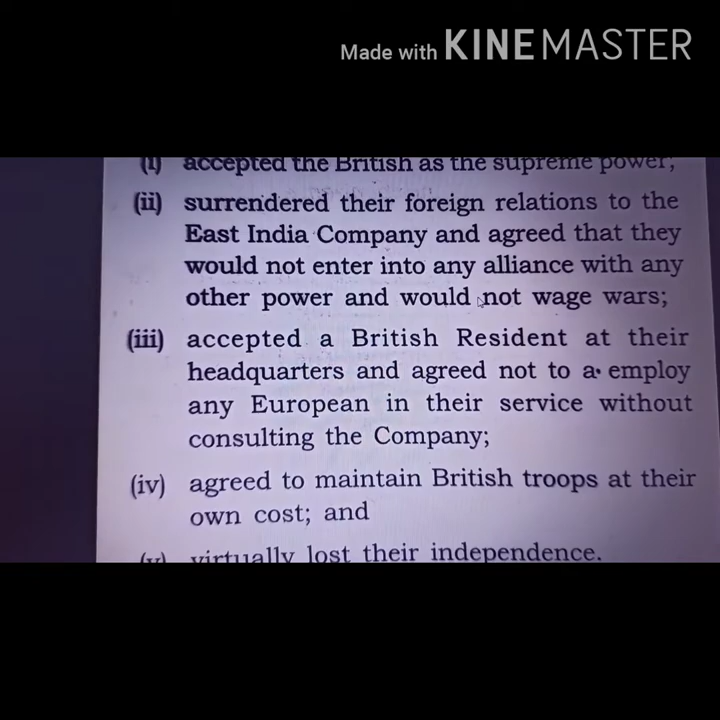 Made with KINEMASTER
(i) accepted the British as the supreme power;
(ii) surrendered their foreign relations to the
East India Company and agreed that they
would not enter into any alliance with any
other power and would not wage wars;
(iii) accepted a British Resident at their
headquarters and agreed not to a employ
any European in their service without
consulting the Company;
(iv) agreed to maintain British troops at their
own cost; and
(v) virtually lost their independence.